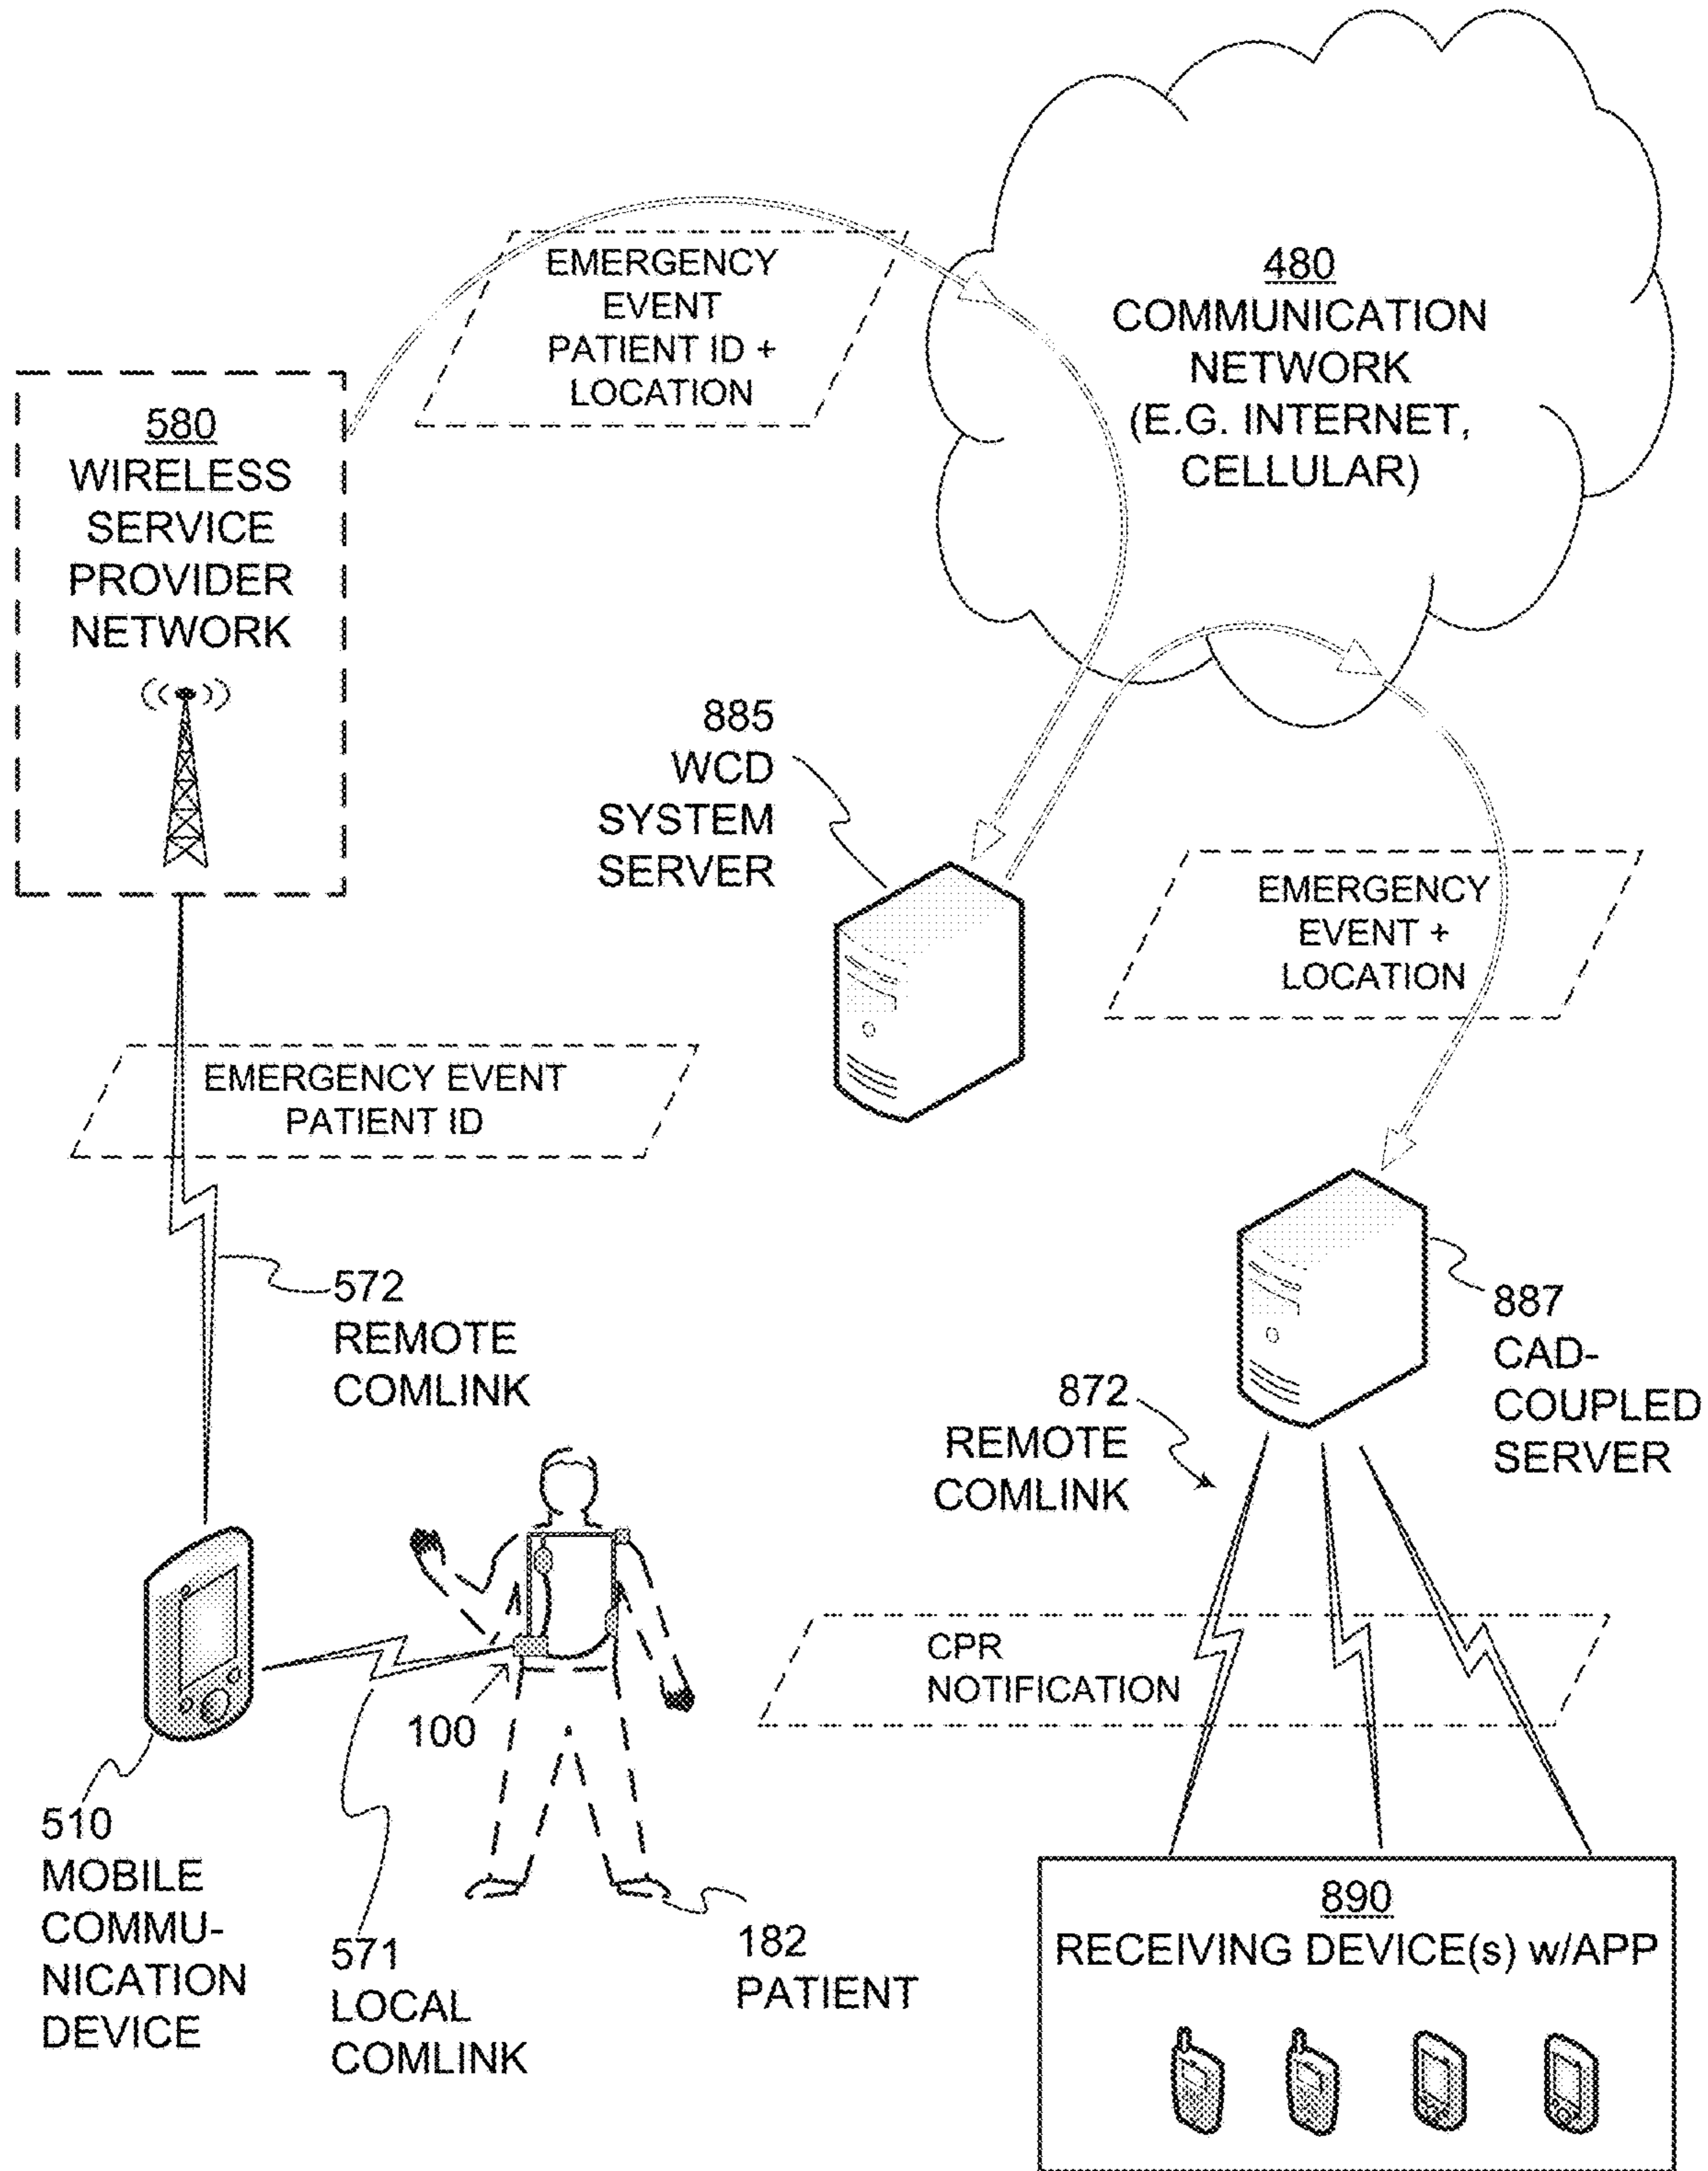 EMERGENCY
EVENT
PATIENT ID +
LOCATION
480
COMMUNICATION
NETWORK
(E.G. INTERNET,
CELLULAR)
580
WIRELESS
SERVICE
PROVIDER
NETWORK
885
WCD
SYSTEM
SERVER
EMERGENCY
EVENT +
LOCATION
EMERGENCY EVENT
PATIENT ID
572
REMOTE
COMLINK
887
CAD-
COUPLED
SERVER
872
REMOTE
COMLINK
CPR
NOTIFICATION
100
510
MOBILE
COMMU-
NICATION
DEVICE
571
LOCAL
COMLINK
182
PATIENT
890
RECEIVING DEVICE(s) w/APP